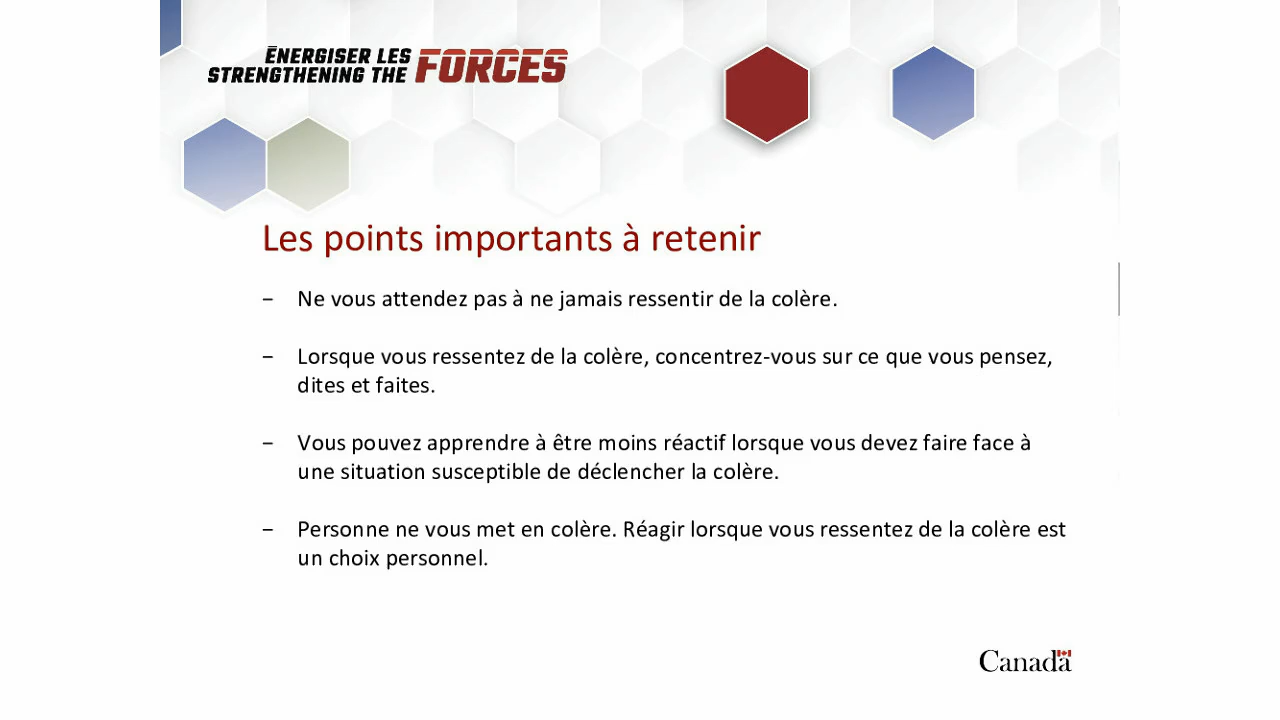 ÉNERGISER LES
STRENGTHENING THE FORCES
Les points importants à retenir
– Ne vous attendez pas à ne jamais ressentir de la colère.
– Lorsque vous ressentez de la colère, concentrez-vous sur ce que vous pensez,
dites et faites.
– Vous pouvez apprendre à être moins réactif lorsque vous devez faire face à
une situation susceptible de déclencher la colère.
– Personne ne vous met en colère. Réagir lorsque vous ressentez de la colère est
un choix personnel.
Canada